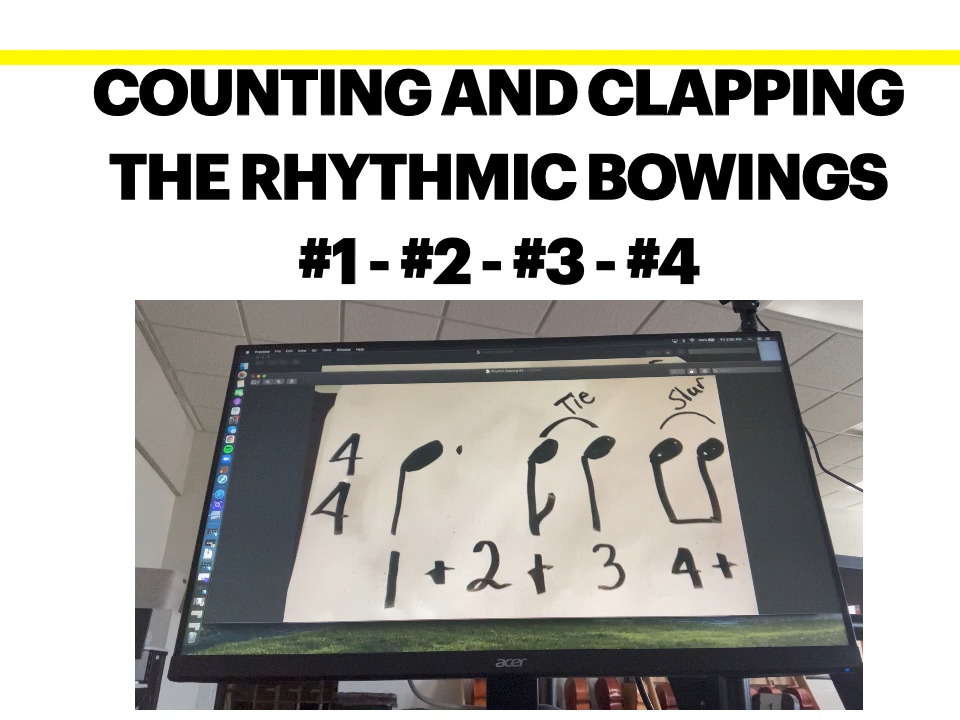 COUNTING AND CLAPPING
THE RHYTHMIC BOWINGS
#1 - #2 - #3 - #4
Tie
Slur
4
4
1 + 2 + 3 4 +
acer